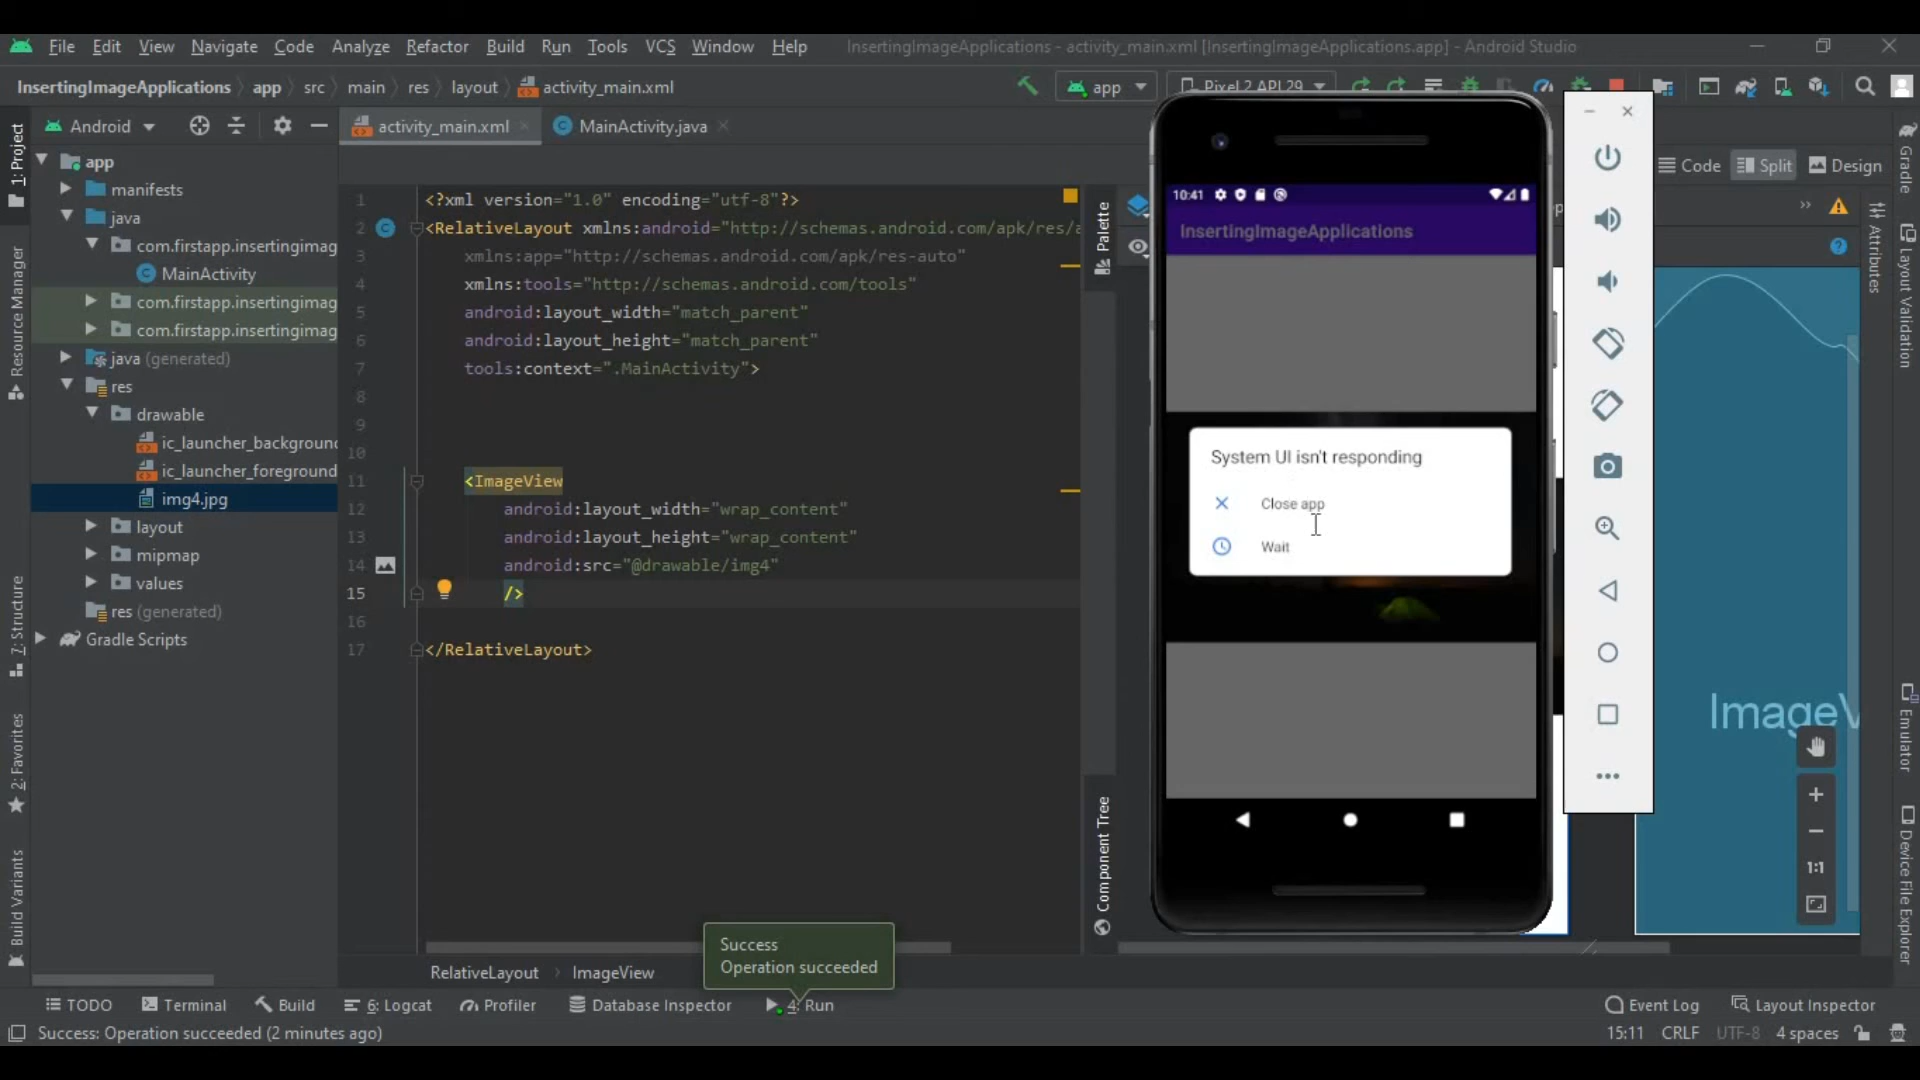 File Edit View Navigate Code Analyze Refactor Build Run Tools VCS Window Help InsertingImageApplications - activity_main.xml [InsertingImageApplications.app] - Android Studio
InsertingImageApplications app src main res layout activity_main.xml app Pixel 2 API 29
1: Project
Resource Manager
7: Structure
2: Favorites
Build Variants
Android
app
manifests
java
com.firstapp.insertingimag
MainActivity
com.firstapp.insertingimag
com.firstapp.insertingimag
java (generated)
res
drawable
ic_launcher_background
ic_launcher_foreground
img4.jpg
layout
mipmap
values
res (generated)
Gradle Scripts
activity_main.xml MainActivity.java
Code Split Design
1 <?xml version="1.0" encoding="utf-8"?>
2 <RelativeLayout xmlns:android="http://schemas.android.com/apk/res/a
3 xmlns:app="http://schemas.android.com/apk/res-auto"
4 xmlns:tools="http://schemas.android.com/tools"
5 android:layout_width="match_parent"
6 android:layout_height="match_parent"
7 tools:context=".MainActivity">
8
9
10
11 <ImageView
12 android:layout_width="wrap_content"
13 android:layout_height="wrap_content"
14 android:src="@drawable/img4"
15 />
16
17 </RelativeLayout>
RelativeLayout ImageView
Palette
Component Tree
10:41
InsertingImageApplications
System UI isn't responding
Close app
Wait
ImageV
1:1
Gradle
Attributes
Layout Validation
Emulator
Device File Explorer
Success
Operation succeeded
TODO Terminal Build 6: Logcat Profiler Database Inspector 4: Run Event Log Layout Inspector
Success: Operation succeeded (2 minutes ago) 15:11 CRLF UTF-8 4 spaces